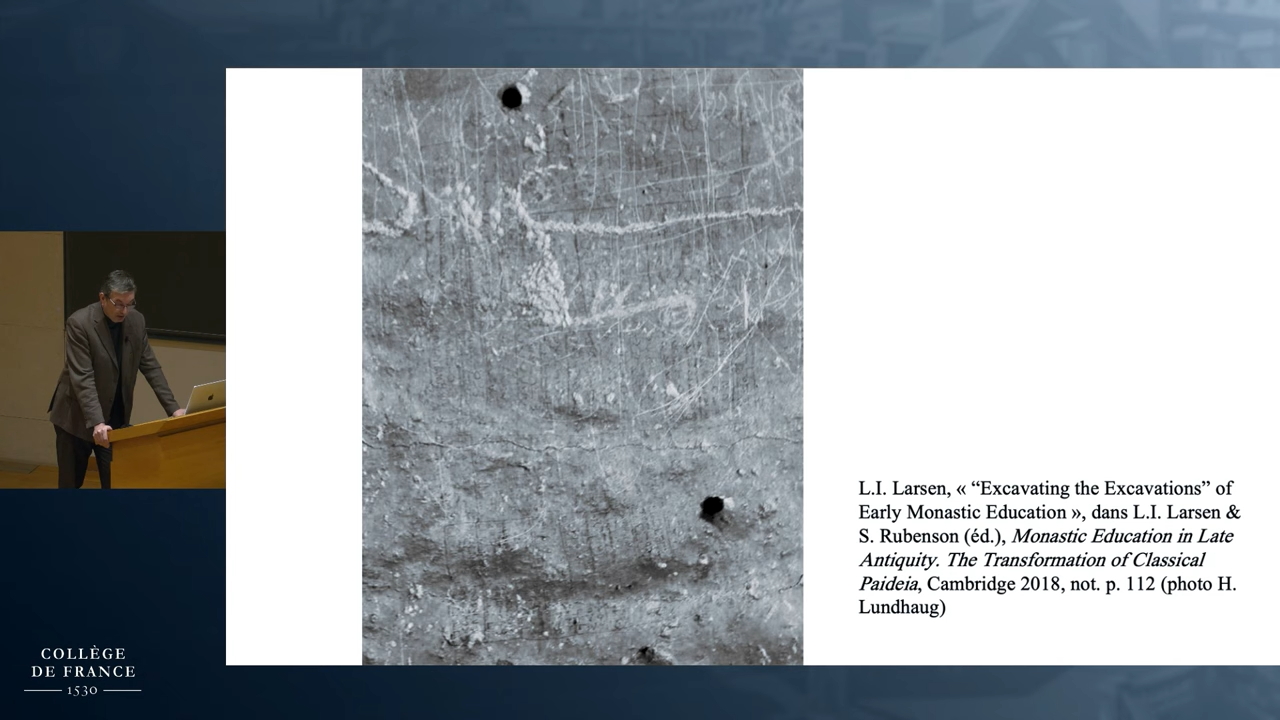 L.I. Larsen, « “Excavating the Excavations” of
Early Monastic Education », dans L.I. Larsen &
S. Rubenson (éd.), Monastic Education in Late
Antiquity. The Transformation of Classical
Paideia, Cambridge 2018, not. p. 112 (photo H.
Lundhaug)
COLLÈGE
DE FRANCE
1530